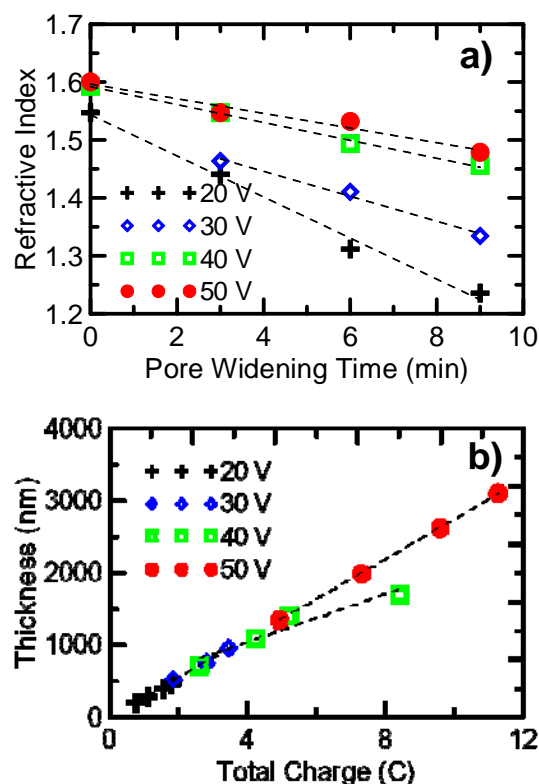 a)
1.7
1.6
1.5
1.4
1.3
1.2
Refractive Index
20 V
30 V
40 V
50 V
0 2 4 6 8 10
Pore Widening Time (min)
b)
4000
3000
2000
1000
0
Thickness (nm)
20 V
30 V
40 V
50 V
0 4 8 12
Total Charge (C)